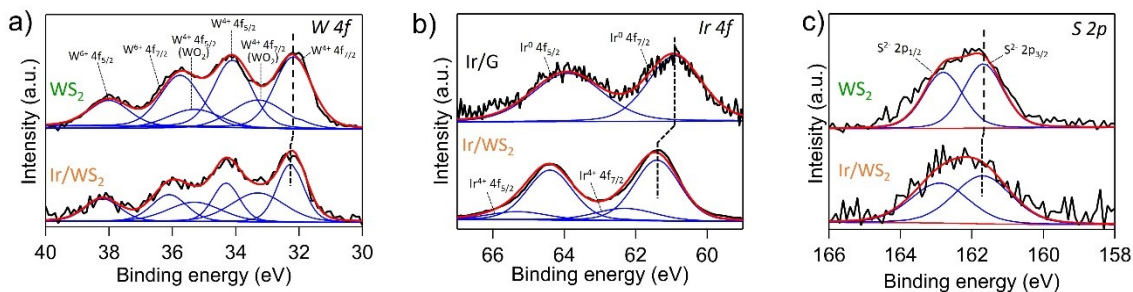 a)
W 4f
W⁶⁺ 4f₅/₂
W⁶⁺ 4f₇/₂
W⁴⁺ 4f₅/₂
(WO₂)
W⁴⁺ 4f₅/₂
W⁴⁺ 4f₇/₂
(WO₂)
W⁴⁺ 4f₇/₂
WS₂
Ir/WS₂
Intensity (a.u.)
40 38 36 34 32 30
Binding energy (eV)
b)
Ir 4f
Ir⁰ 4f₅/₂
Ir⁰ 4f₇/₂
Ir/G
Ir/WS₂
Ir⁴⁺ 4f₅/₂
Ir⁴⁺ 4f₇/₂
Intensity (a.u.)
66 64 62 60
Binding energy (eV)
c)
S 2p
S²⁻ 2p₁/₂
S²⁻ 2p₃/₂
WS₂
Ir/WS₂
Inteisity (a.u.)
166 164 162 160 158
Binding energy (eV)